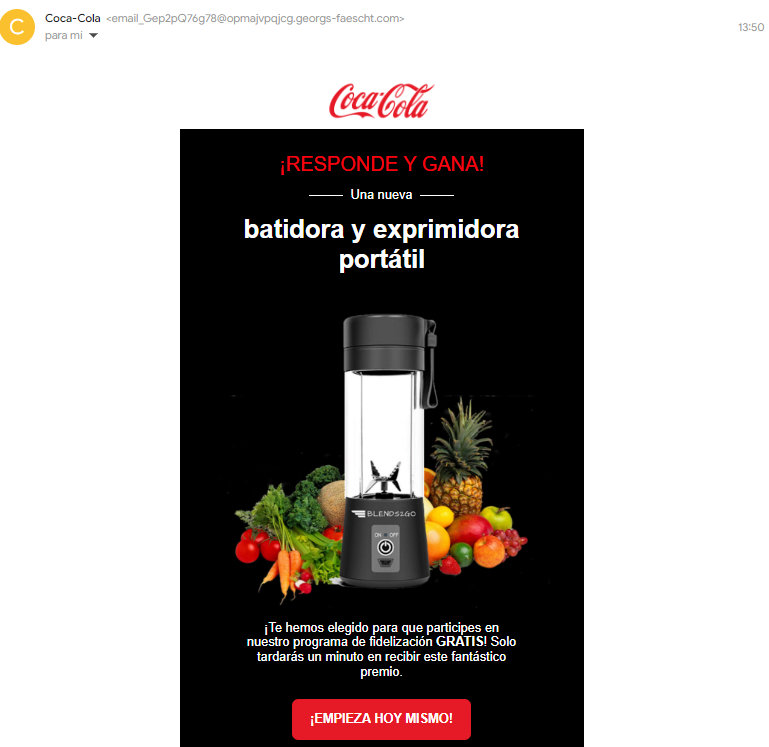 C
Coca-Cola <email_Gep2pQ76g78@opmajvpqjcg.georgs-faescht.com>
para mí
13:50
Coca-Cola
¡RESPONDE Y GANA!
Una nueva
batidora y exprimidora
portátil
BLENDS2GO
ON OFF
¡Te hemos elegido para que participes en
nuestro programa de fidelización GRATIS! Solo
tardarás un minuto en recibir este fantástico
premio.
¡EMPIEZA HOY MISMO!